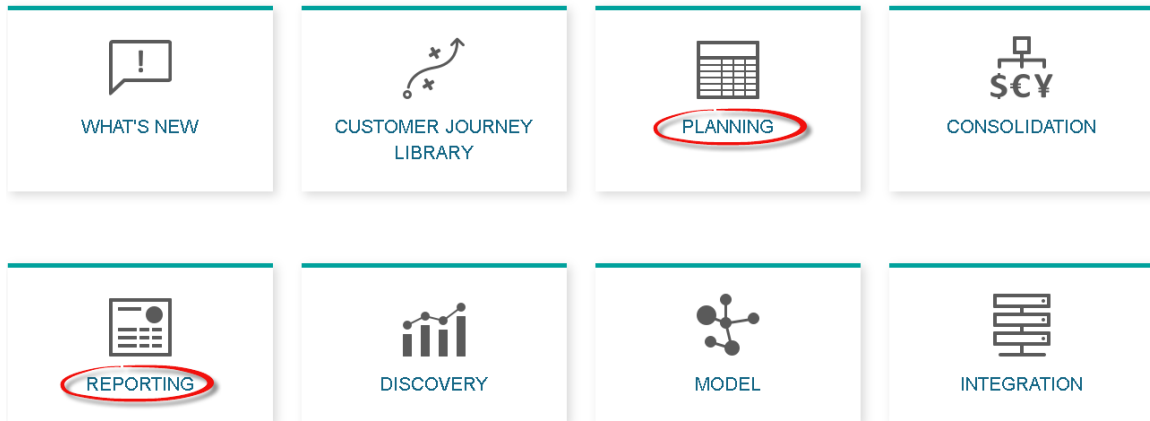 WHAT'S NEW
CUSTOMER JOURNEY
LIBRARY
PLANNING
$€¥
CONSOLIDATION
REPORTING
DISCOVERY
MODEL
INTEGRATION